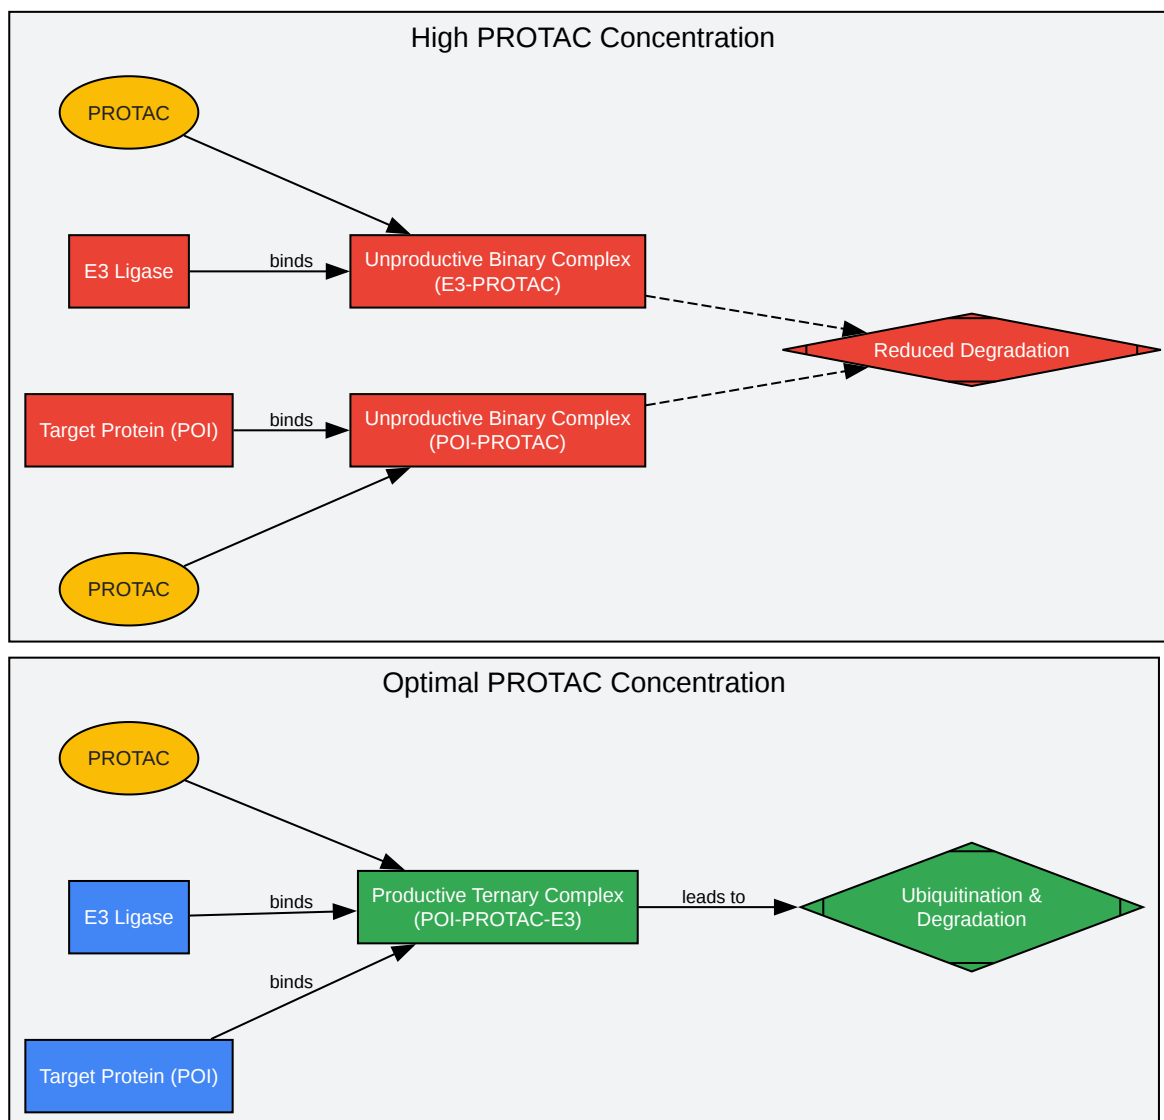 High PROTAC Concentration
PROTAC
E3 Ligase
binds
Unproductive Binary Complex
(E3-PROTAC)
Reduced Degradation
Target Protein (POI)
binds
Unproductive Binary Complex
(POI-PROTAC)
PROTAC
Optimal PROTAC Concentration
PROTAC
E3 Ligase
binds
Productive Ternary Complex
(POI-PROTAC-E3)
leads to
Ubiquitination &
Degradation
binds
Target Protein (POI)